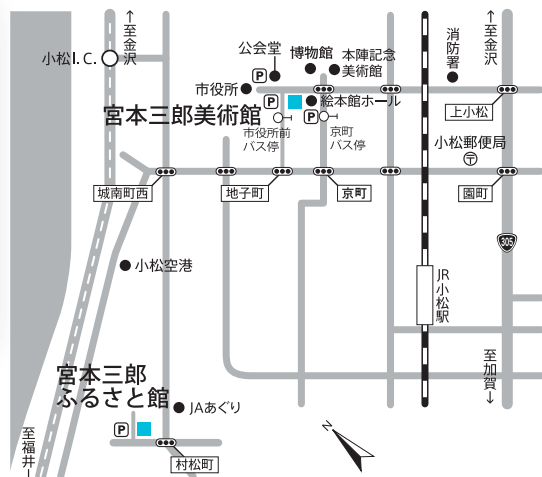 ↑至金沢
小松I.C.
公会堂
博物館
本陣記念
美術館
消防署
↑至金沢
P
市役所
P
絵本館ホール
P
上小松
宮本三郎美術館
市役所前
バス停
京町
バス停
小松郵便局
〒
城南町西
地子町
京町
園町
305
小松空港
JR小松駅
至加賀↓
宮本三郎
ふるさと館
JAあぐり
P
村松町
至福井↓
N